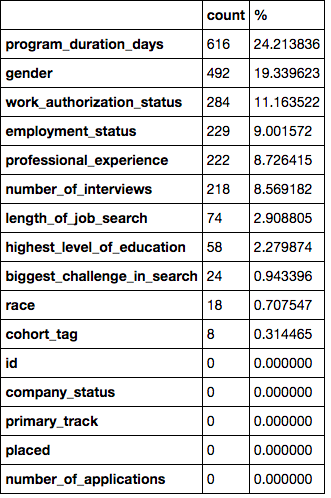 count %
program_duration_days 616 24.213836
gender 492 19.339623
work_authorization_status 284 11.163522
employment_status 229 9.001572
professional_experience 222 8.726415
number_of_interviews 218 8.569182
length_of_job_search 74 2.908805
highest_level_of_education 58 2.279874
biggest_challenge_in_search 24 0.943396
race 18 0.707547
cohort_tag 8 0.314465
id 0 0.000000
company_status 0 0.000000
primary_track 0 0.000000
placed 0 0.000000
number_of_applications 0 0.000000